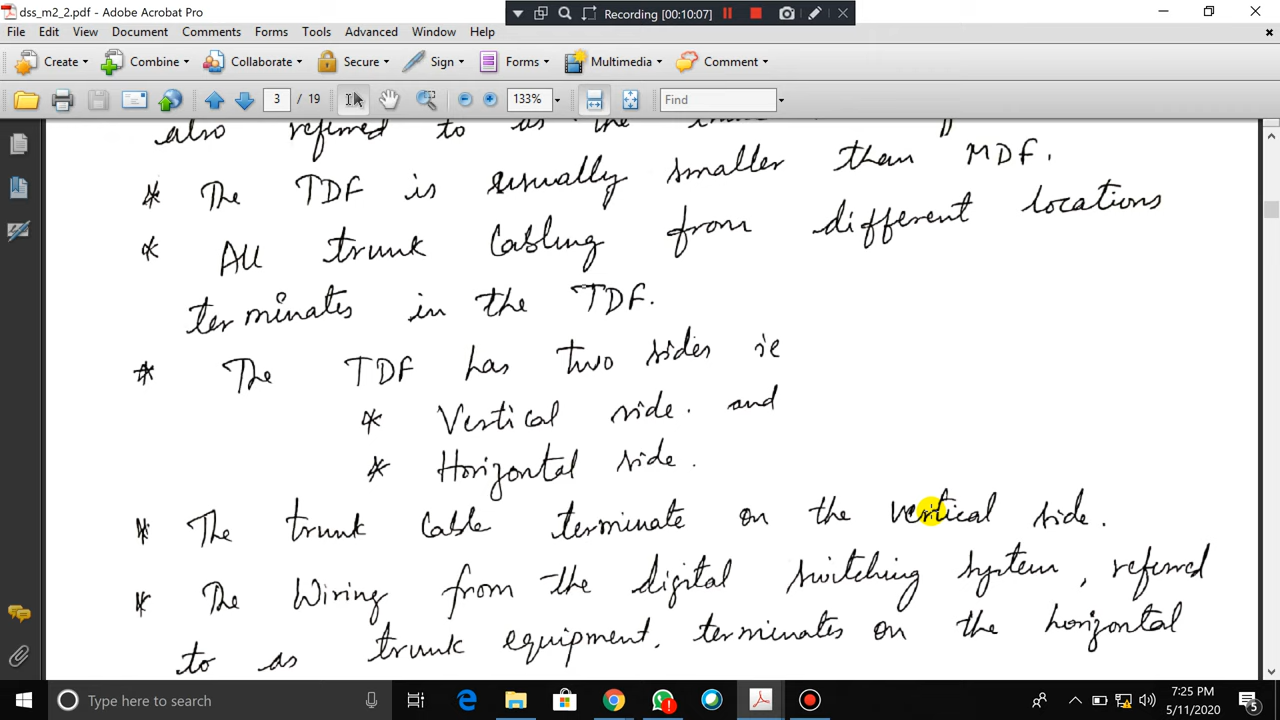 dss_m2_2.pdf - Adobe Acrobat Pro
Recording [00:10:07]
File Edit View Document Comments Forms Tools Advanced Window Help
Create Combine Collaborate Secure Sign Forms Multimedia Comment
3 / 19 133% Find
also referred to as the
* The TDF is usually smaller than MDF.
* All trunk cabling from different locations
terminates in the TDF.
* The TDF has two sides ie
* Vertical side. and
* Horizontal side.
* The trunk cable terminate on the vertical side.
* The Wiring from the digital switching system, referred
to as trunk equipment, terminates on the horizontal
Type here to search
7:25 PM
5/11/2020
5